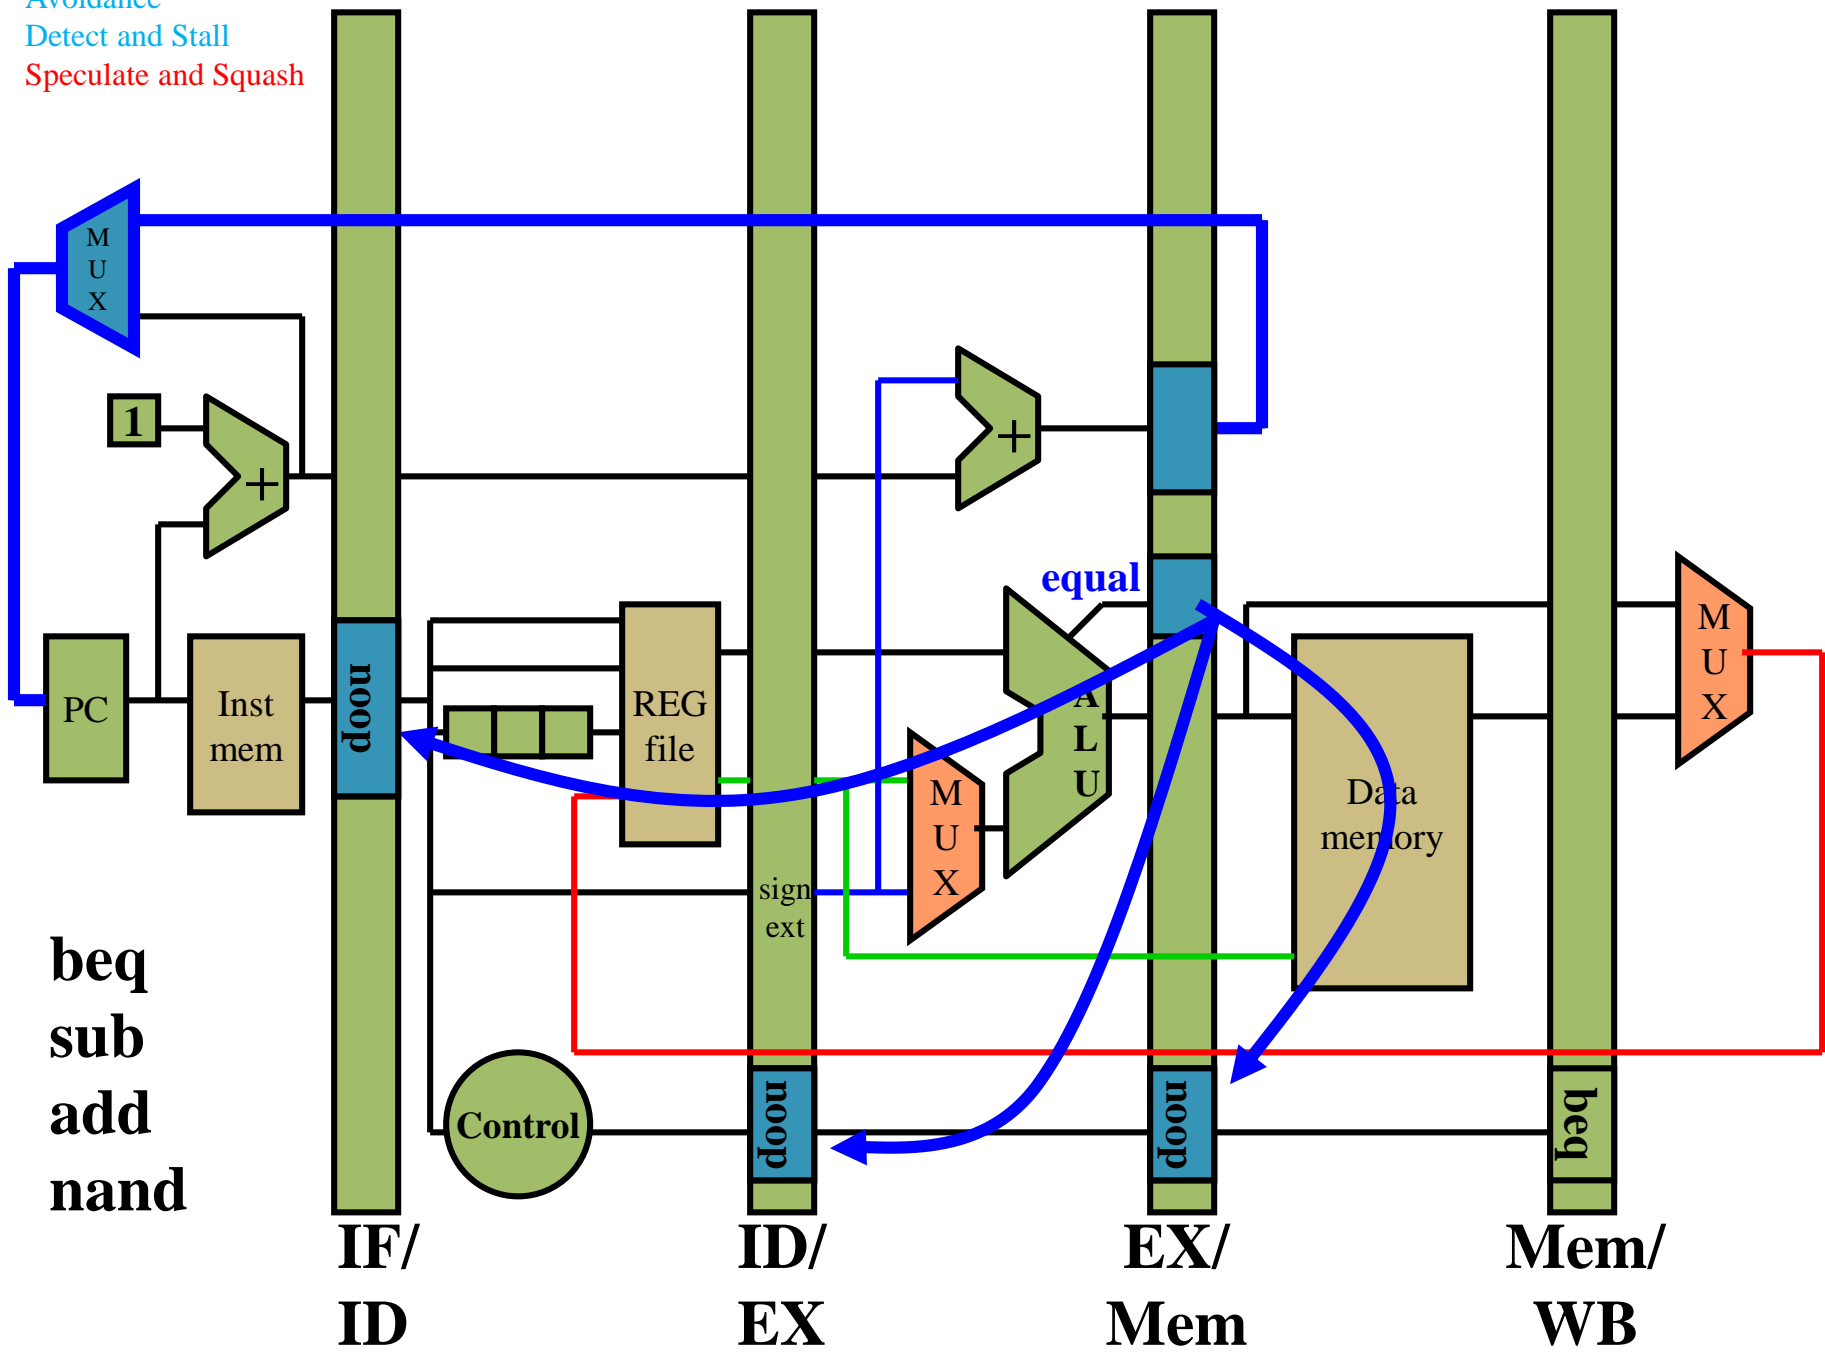 Avoidance
Detect and Stall
Speculate and Squash
M
U
X
1
+
+
equal
PC
Inst
mem
noop
REG
file
M
U
X
A
L
U
Data
memory
M
U
X
sign
ext
beq
sub
add
nand
Control
noop
noop
beq
IF/
ID
ID/
EX
EX/
Mem
Mem/
WB